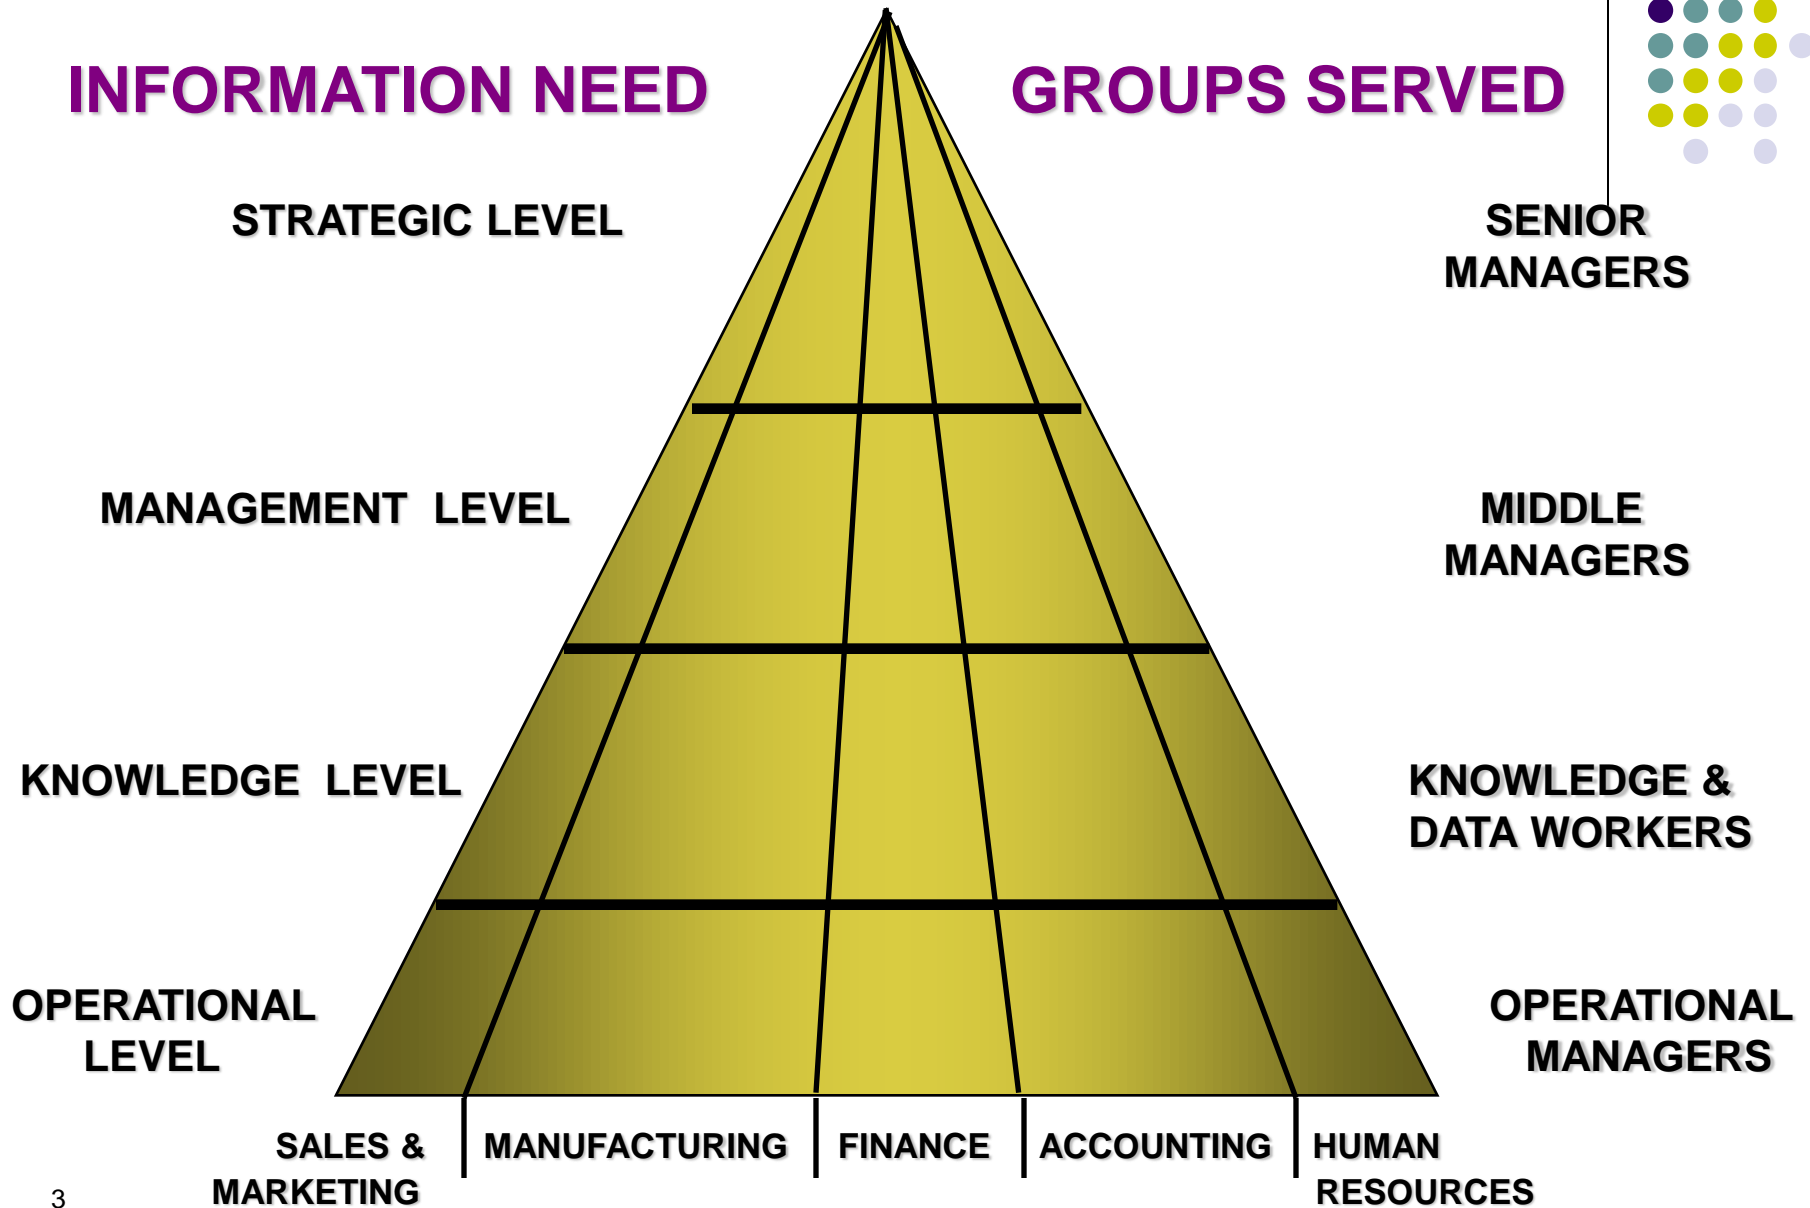 INFORMATION NEED
GROUPS SERVED
STRATEGIC LEVEL
SENIOR
MANAGERS
MANAGEMENT LEVEL
MIDDLE
MANAGERS
KNOWLEDGE LEVEL
KNOWLEDGE &
DATA WORKERS
OPERATIONAL
LEVEL
OPERATIONAL
MANAGERS
SALES &
MARKETING
MANUFACTURING
FINANCE
ACCOUNTING
HUMAN
RESOURCES
3